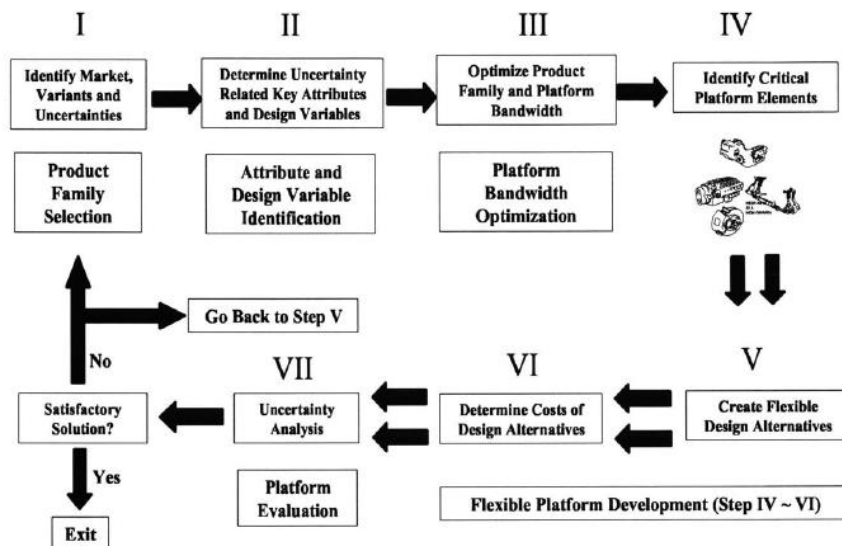 I
II
III
IV
Identify Market,
Variants and
Uncertainties
Determine Uncertainty
Related Key Attributes
and Design Variables
Optimize Product
Family and Platform
Bandwidth
Identify Critical
Platform Elements
Product
Family
Selection
Attribute and
Design Variable
Identification
Platform
Bandwidth
Optimization
Go Back to Step V
No
VII
VI
V
Satisfactory
Solution?
Uncertainty
Analysis
Determine Costs of
Design Alternatives
Create Flexible
Design Alternatives
Yes
Platform
Evaluation
Flexible Platform Development (Step IV ~ VI)
Exit